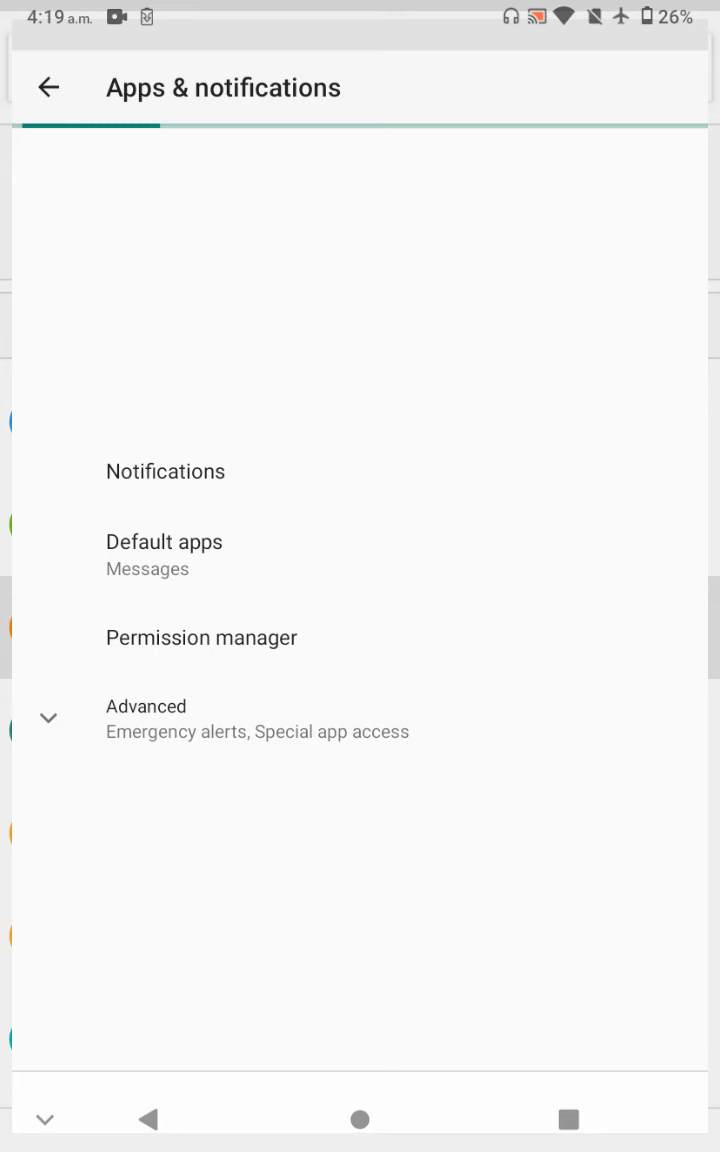 4:19 a.m.
26%
Apps & notifications
Notifications
Default apps
Messages
Permission manager
Advanced
Emergency alerts, Special app access